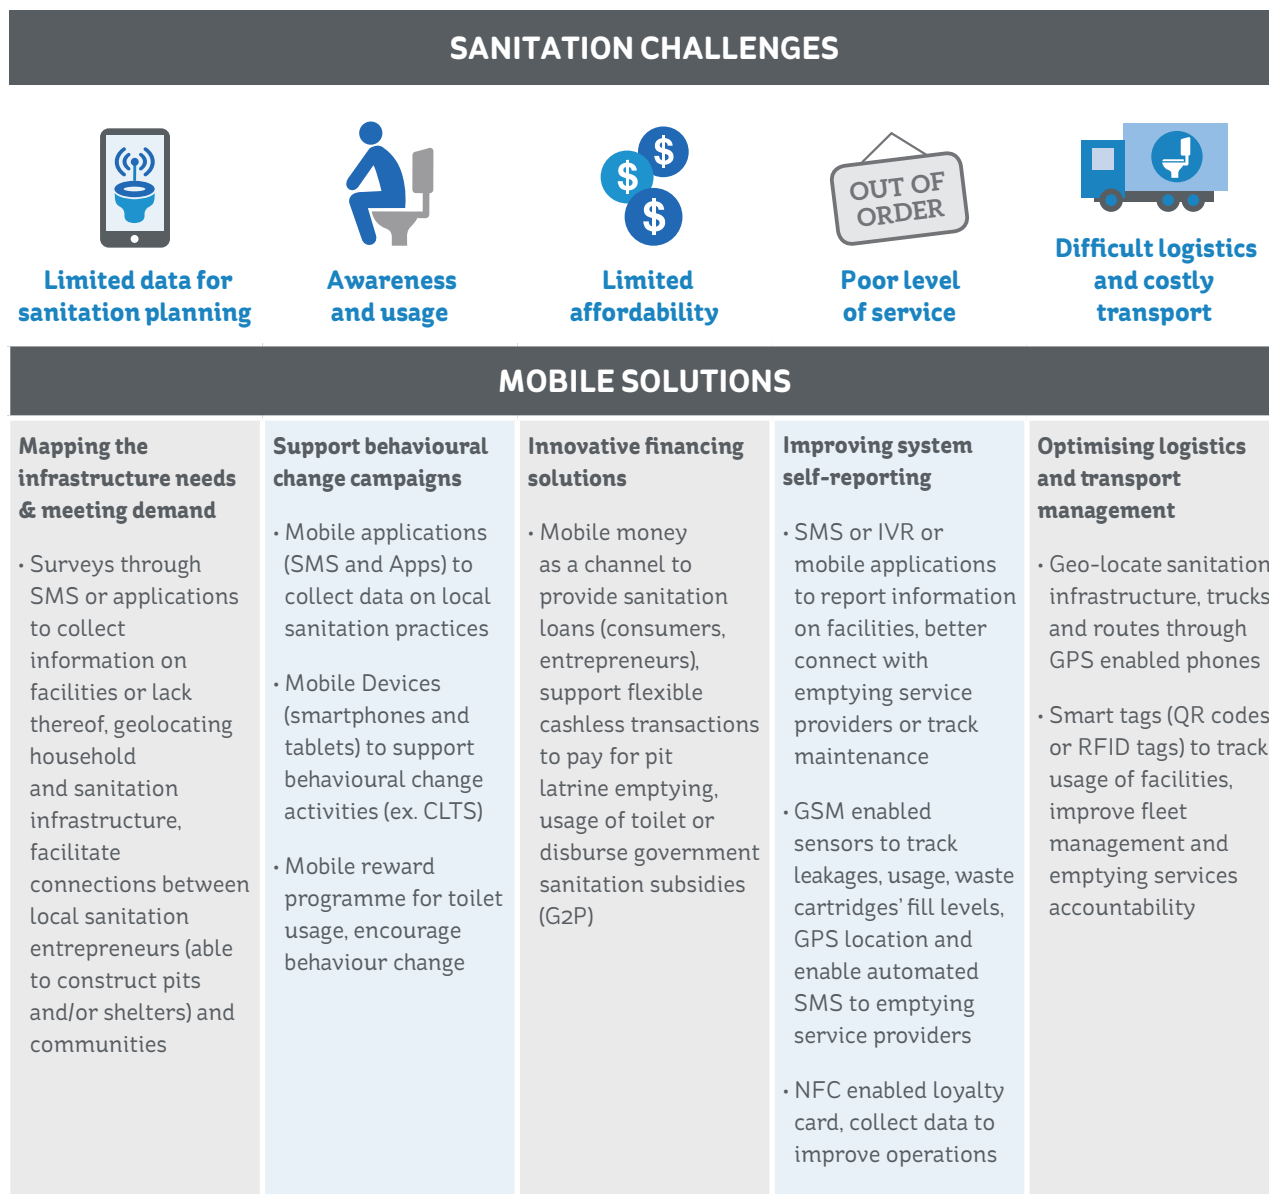 SANITATION CHALLENGES
OUT OF
ORDER
Limited data for
sanitation planning
Awareness
and usage
Limited
affordability
Poor level
of service
Difficult logistics
and costly
transport
MOBILE SOLUTIONS
Mapping the
infrastructure needs
& meeting demand
• Surveys through
SMS or applications
to collect
information on
facilities or lack
thereof, geolocating
household
and sanitation
infrastructure,
facilitate
connections between
local sanitation
entrepreneurs (able
to construct pits
and/or shelters) and
communities
Support behavioural
change campaigns
• Mobile applications
(SMS and Apps) to
collect data on local
sanitation practices
• Mobile Devices
(smartphones and
tablets) to support
behavioural change
activities (ex. CLTS)
• Mobile reward
programme for toilet
usage, encourage
behaviour change
Innovative financing
solutions
• Mobile money
as a channel to
provide sanitation
loans (consumers,
entrepreneurs),
support flexible
cashless transactions
to pay for pit
latrine emptying,
usage of toilet or
disburse government
sanitation subsidies
(G2P)
Improving system
self-reporting
• SMS or IVR or
mobile applications
to report information
on facilities, better
connect with
emptying service
providers or track
maintenance
• GSM enabled
sensors to track
leakages, usage, waste
cartridges’ fill levels,
GPS location and
enable automated
SMS to emptying
service providers
• NFC enabled loyalty
card, collect data to
improve operations
Optimising logistics
and transport
management
• Geo-locate sanitation
infrastructure, trucks
and routes through
GPS enabled phones
• Smart tags (QR codes
or RFID tags) to track
usage of facilities,
improve fleet
management and
emptying services
accountability